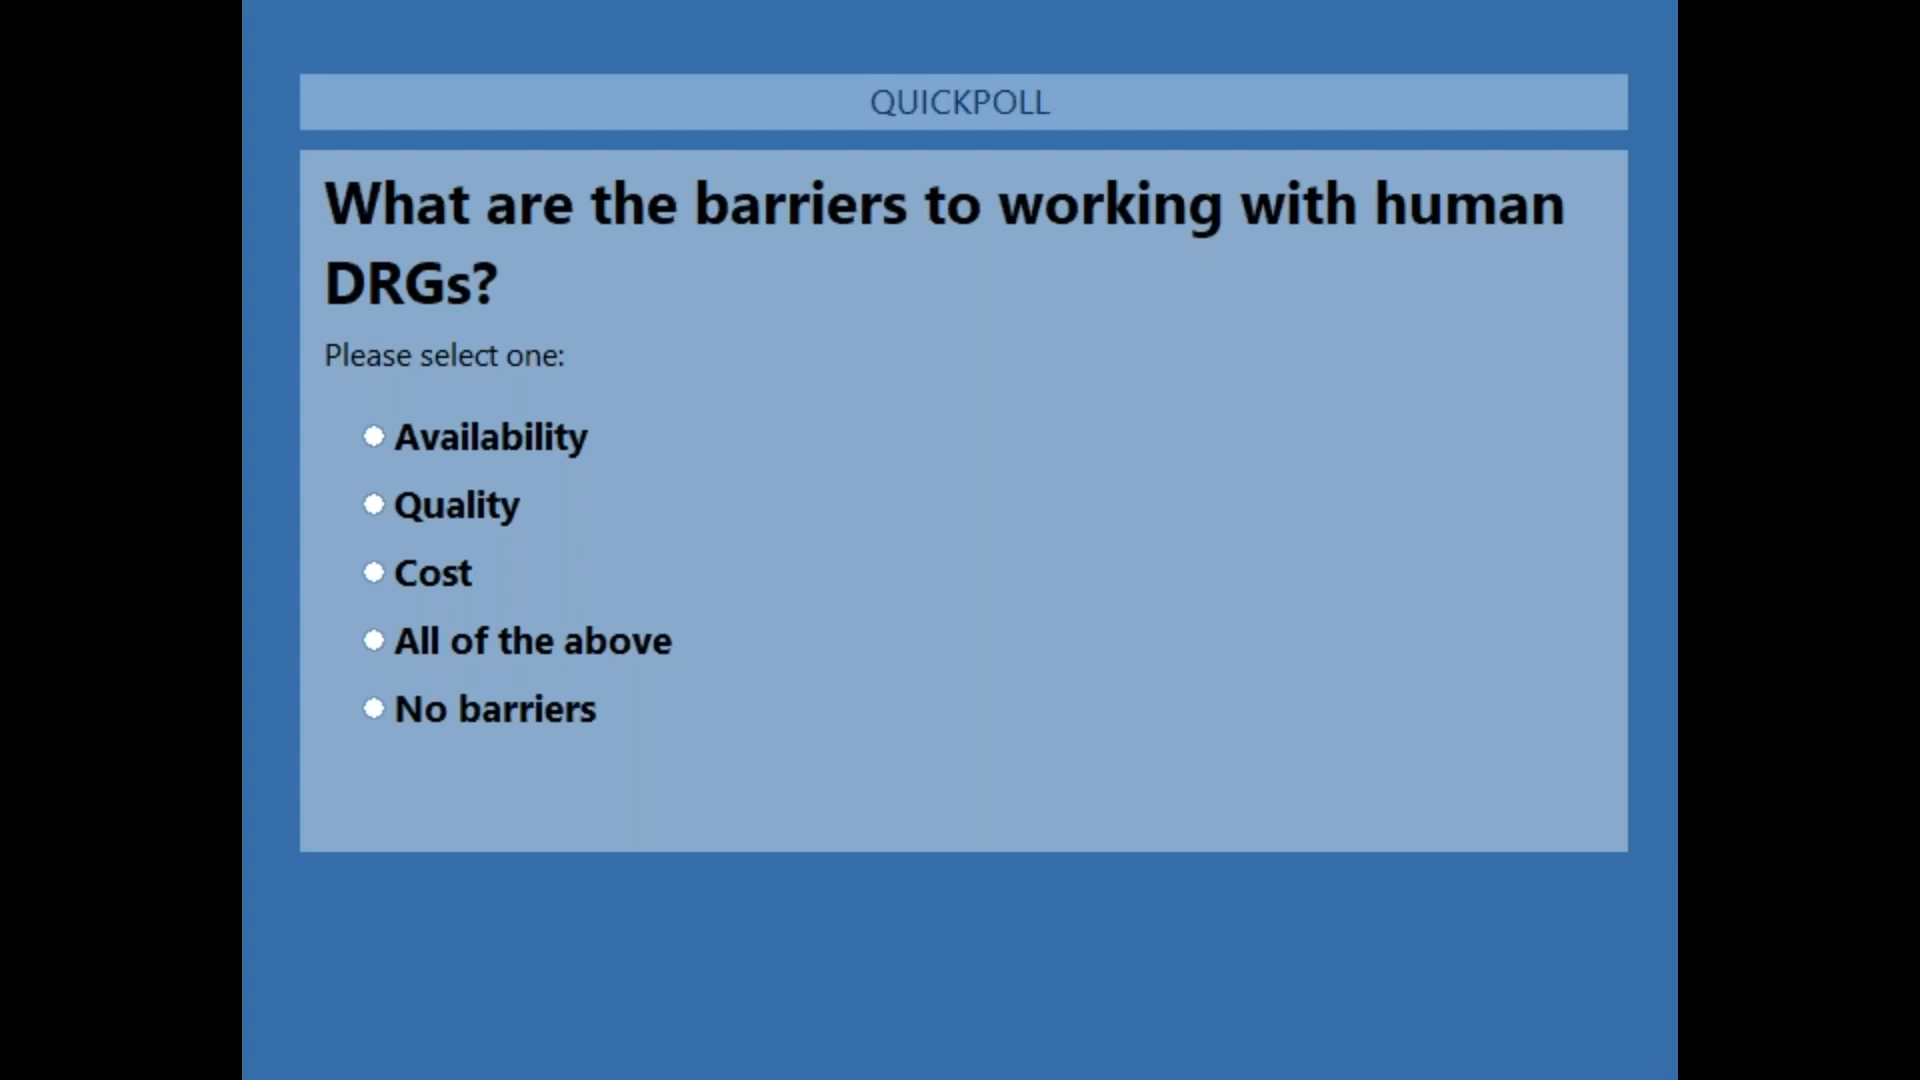 QUICKPOLL
What are the barriers to working with human
DRGs?
Please select one:
Availability
Quality
Cost
All of the above
No barriers